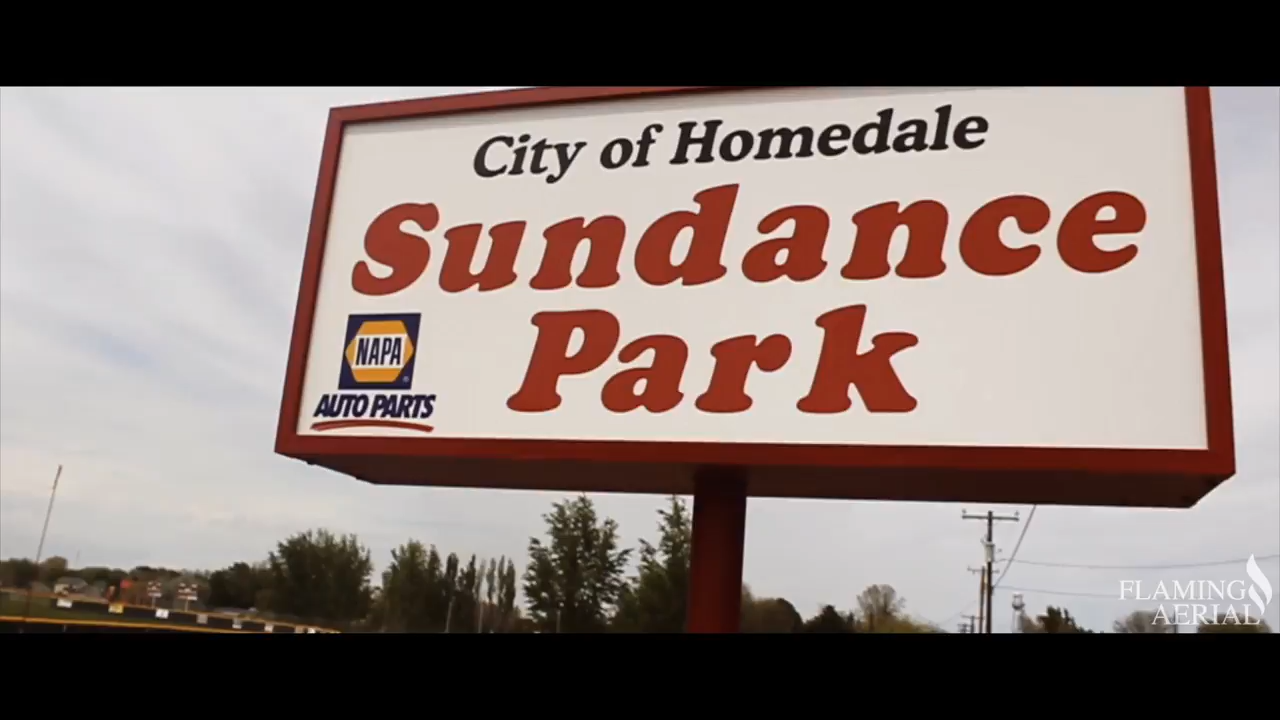 City of Homedale
Sundance
Park
NAPA
AUTO PARTS
FLAMING
AERIAL